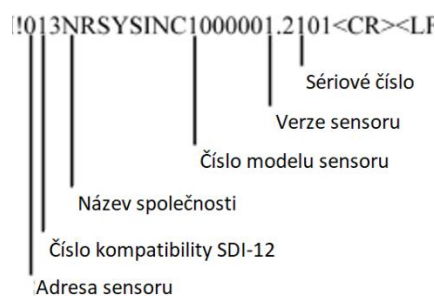 !013NRSYSINC1000001.2101<CR><LF
Sériové číslo
Verze sensoru
Číslo modelu sensoru
Název společnosti
Číslo kompatibility SDI-12
Adresa sensoru